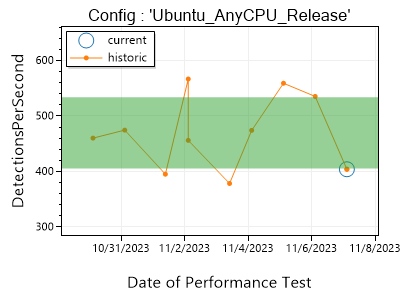 Config : 'Ubuntu_AnyCPU_Release'
current
historic
DetectionsPerSecond
600
500
400
300
10/31/2023 11/2/2023 11/4/2023 11/6/2023 11/8/2023
Date of Performance Test